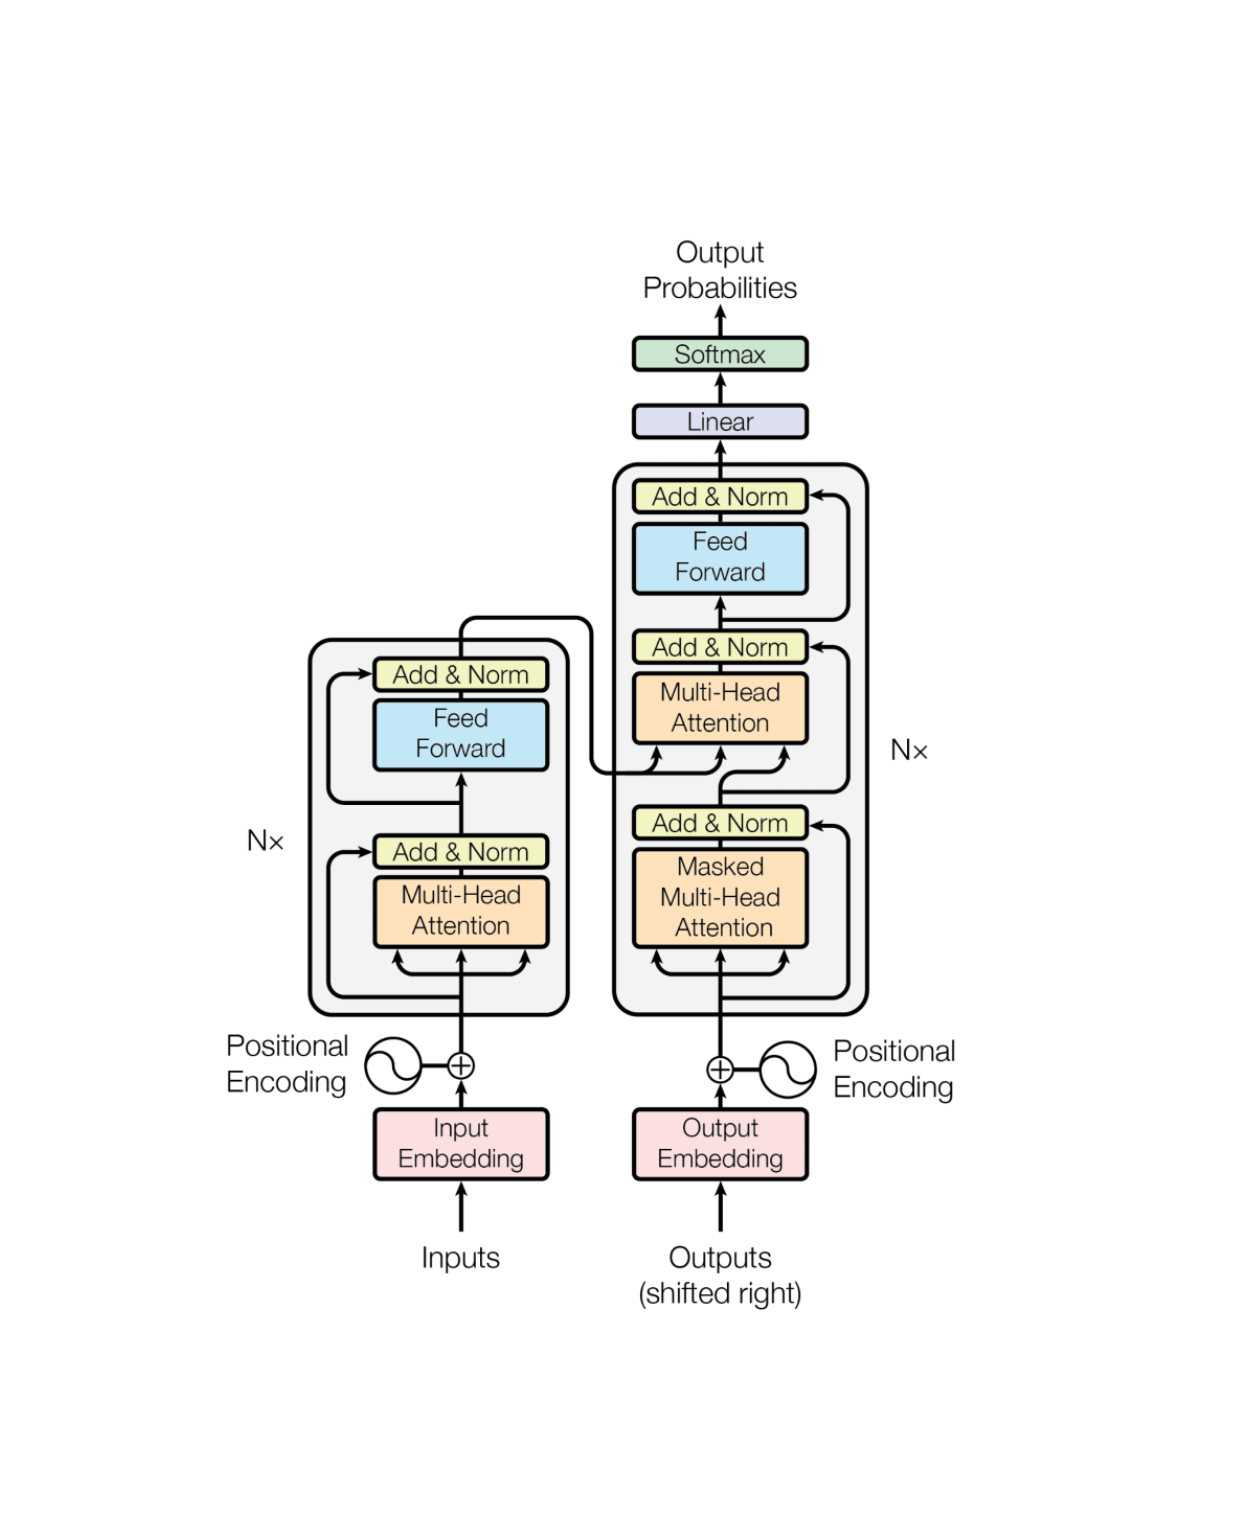 Output
Probabilities
Softmax
Linear
Add & Norm
Feed
Forward
Add & Norm
Multi-Head
Attention
Nx
Add & Norm
Masked
Multi-Head
Attention
Add & Norm
Feed
Forward
Nx
Add & Norm
Multi-Head
Attention
Positional
Encoding
Positional
Encoding
Input
Embedding
Output
Embedding
Inputs
Outputs
(shifted right)